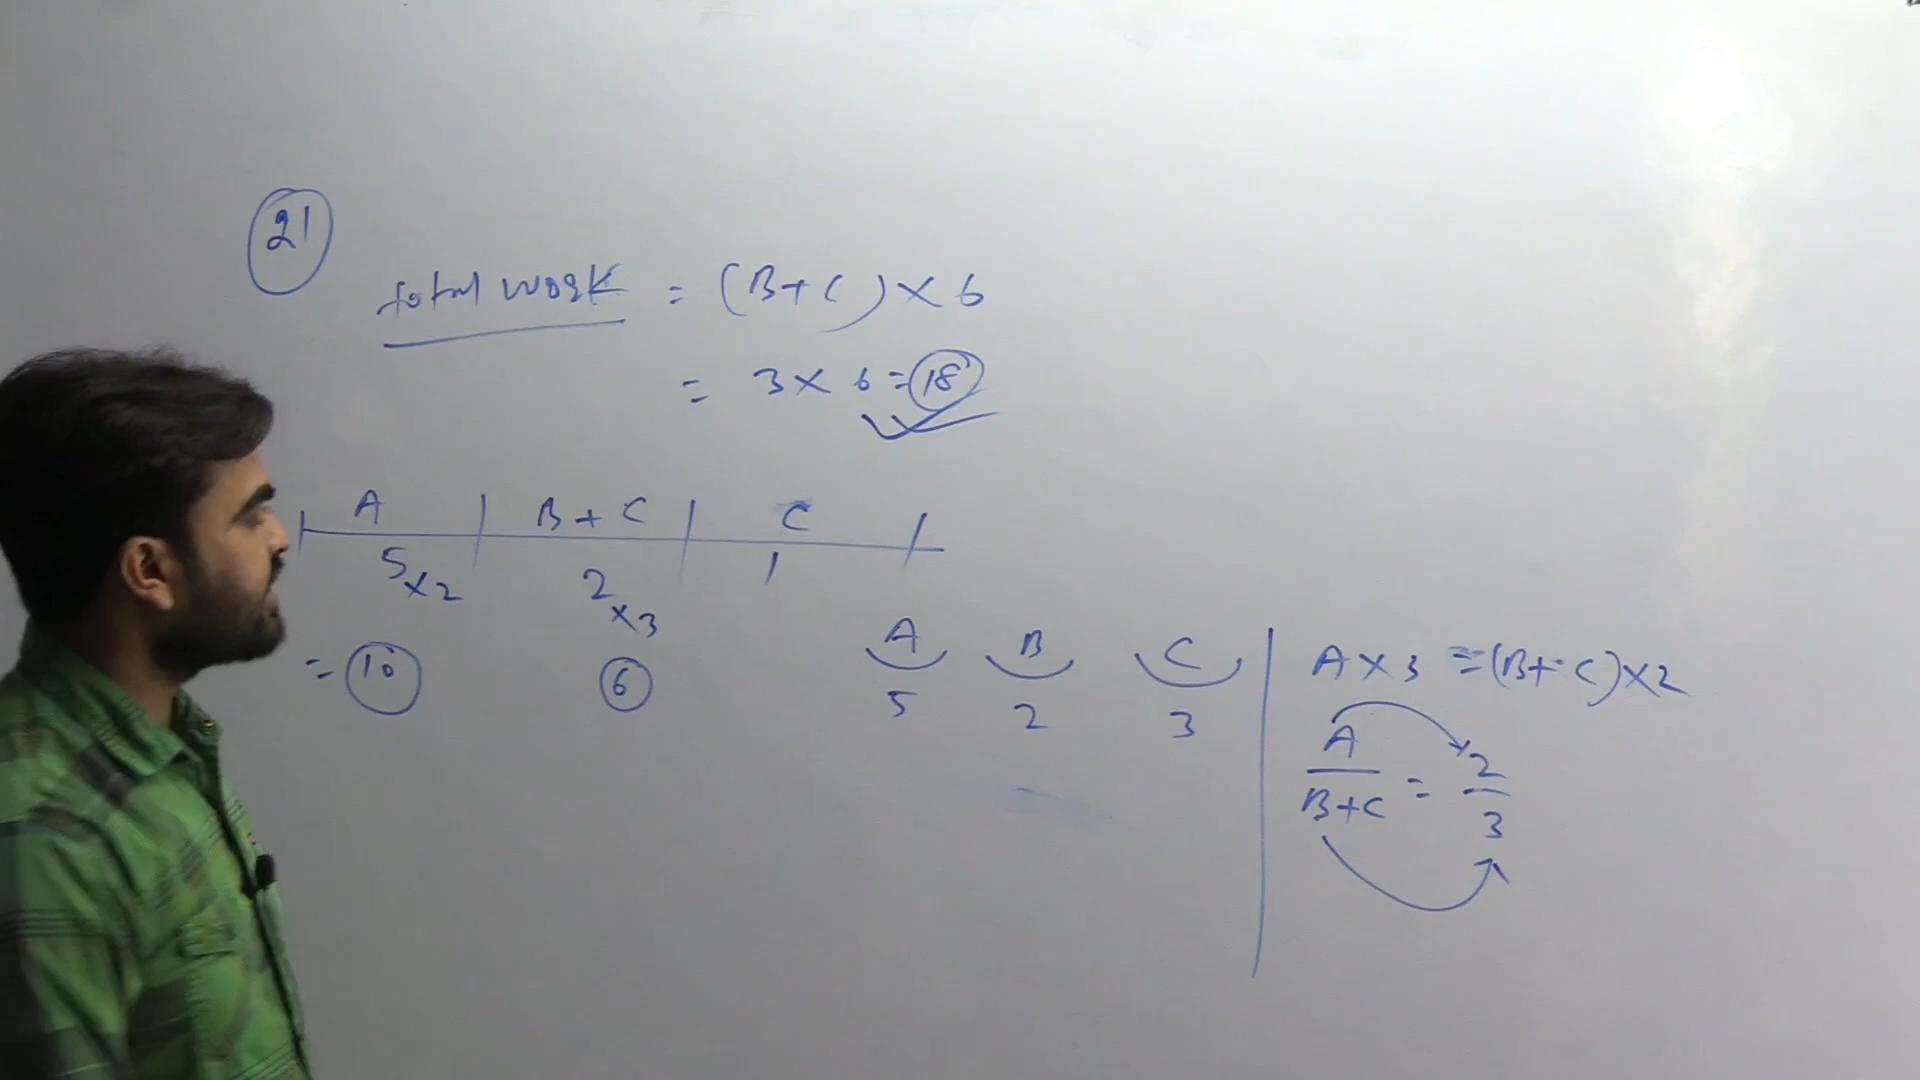 21
total work = (B+C) × 6
= 3 × 6 = 18
A B + C C
5×2 2×3 1
= 10 6
A B C
5 2 3
A × 3 = (B + C) × 2
A/B+C = 2/3